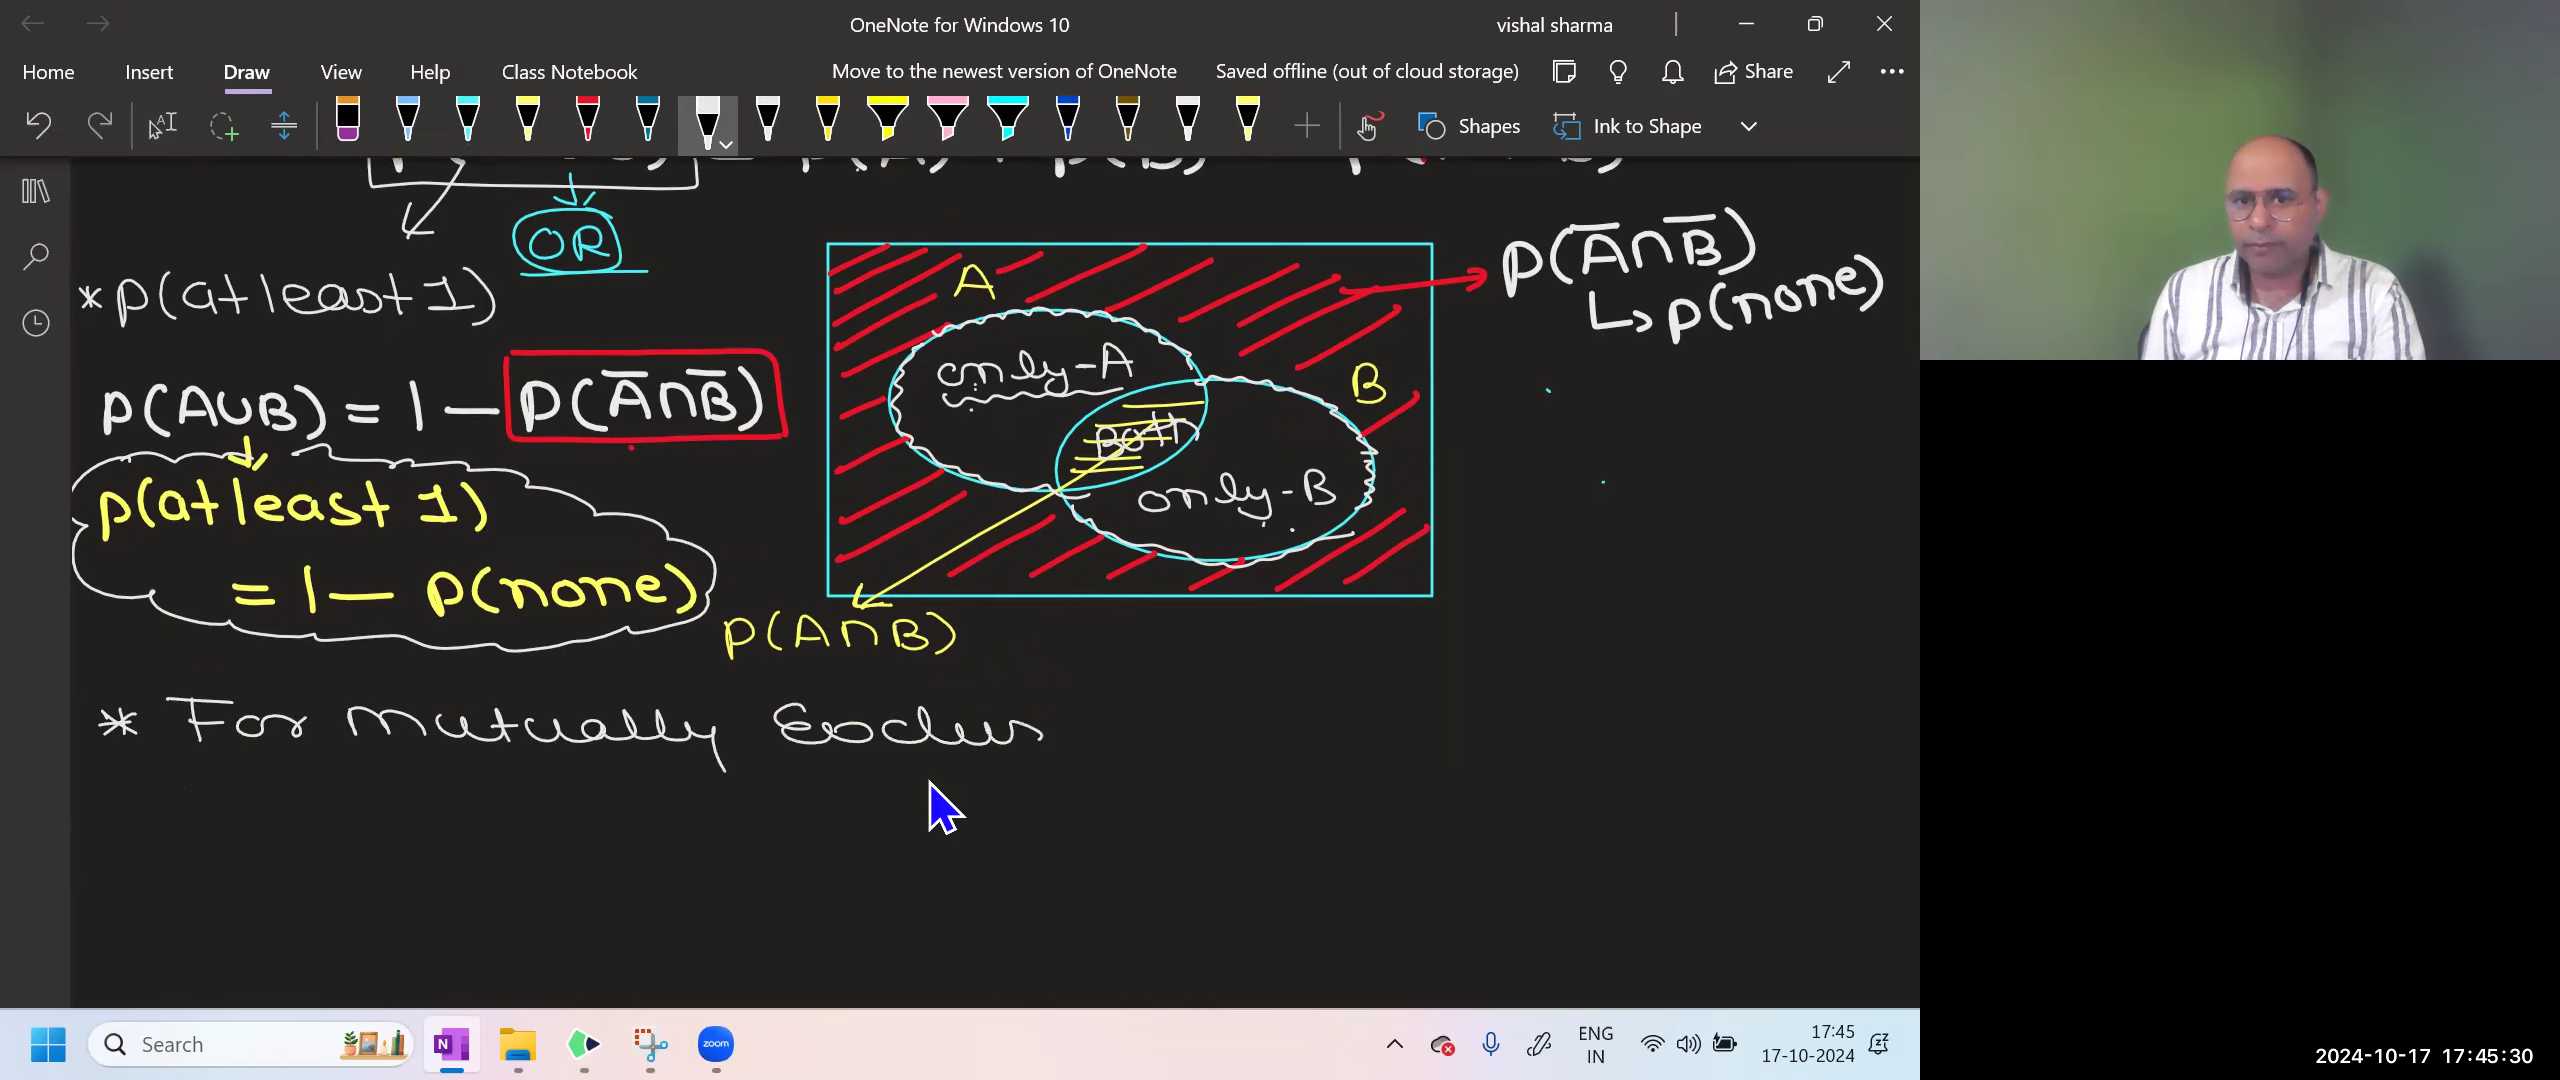 OneNote for Windows 10
vishal sharma
Home Insert Draw View Help Class Notebook
Move to the newest version of OneNote
Saved offline (out of cloud storage)
Share
Shapes
Ink to Shape
OR
*P(atleast 1)
P(A∪B) = 1 — P(A̅∩B̅)
P(atleast 1)
= 1 — P(none)
A
B
only-A
Both
only-B
P(A̅∩B̅)
↳ P(none)
P(A∩B)
* For mutually
Search
zoom
ENG
IN
17:45
17-10-2024
2024-10-17 17:45:30